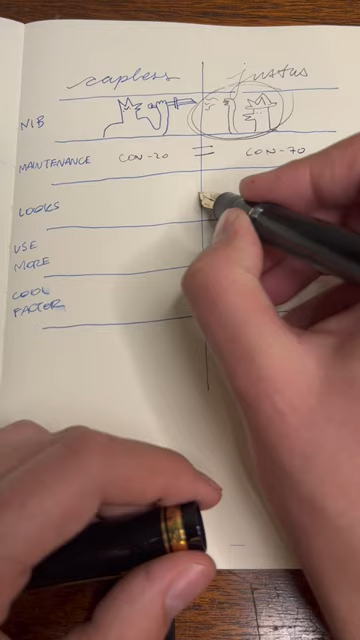 capless justus
NIB
MAINTENANCE CON-20 = CON-70
LOOKS
USE
MORE
COOL
FACTOR